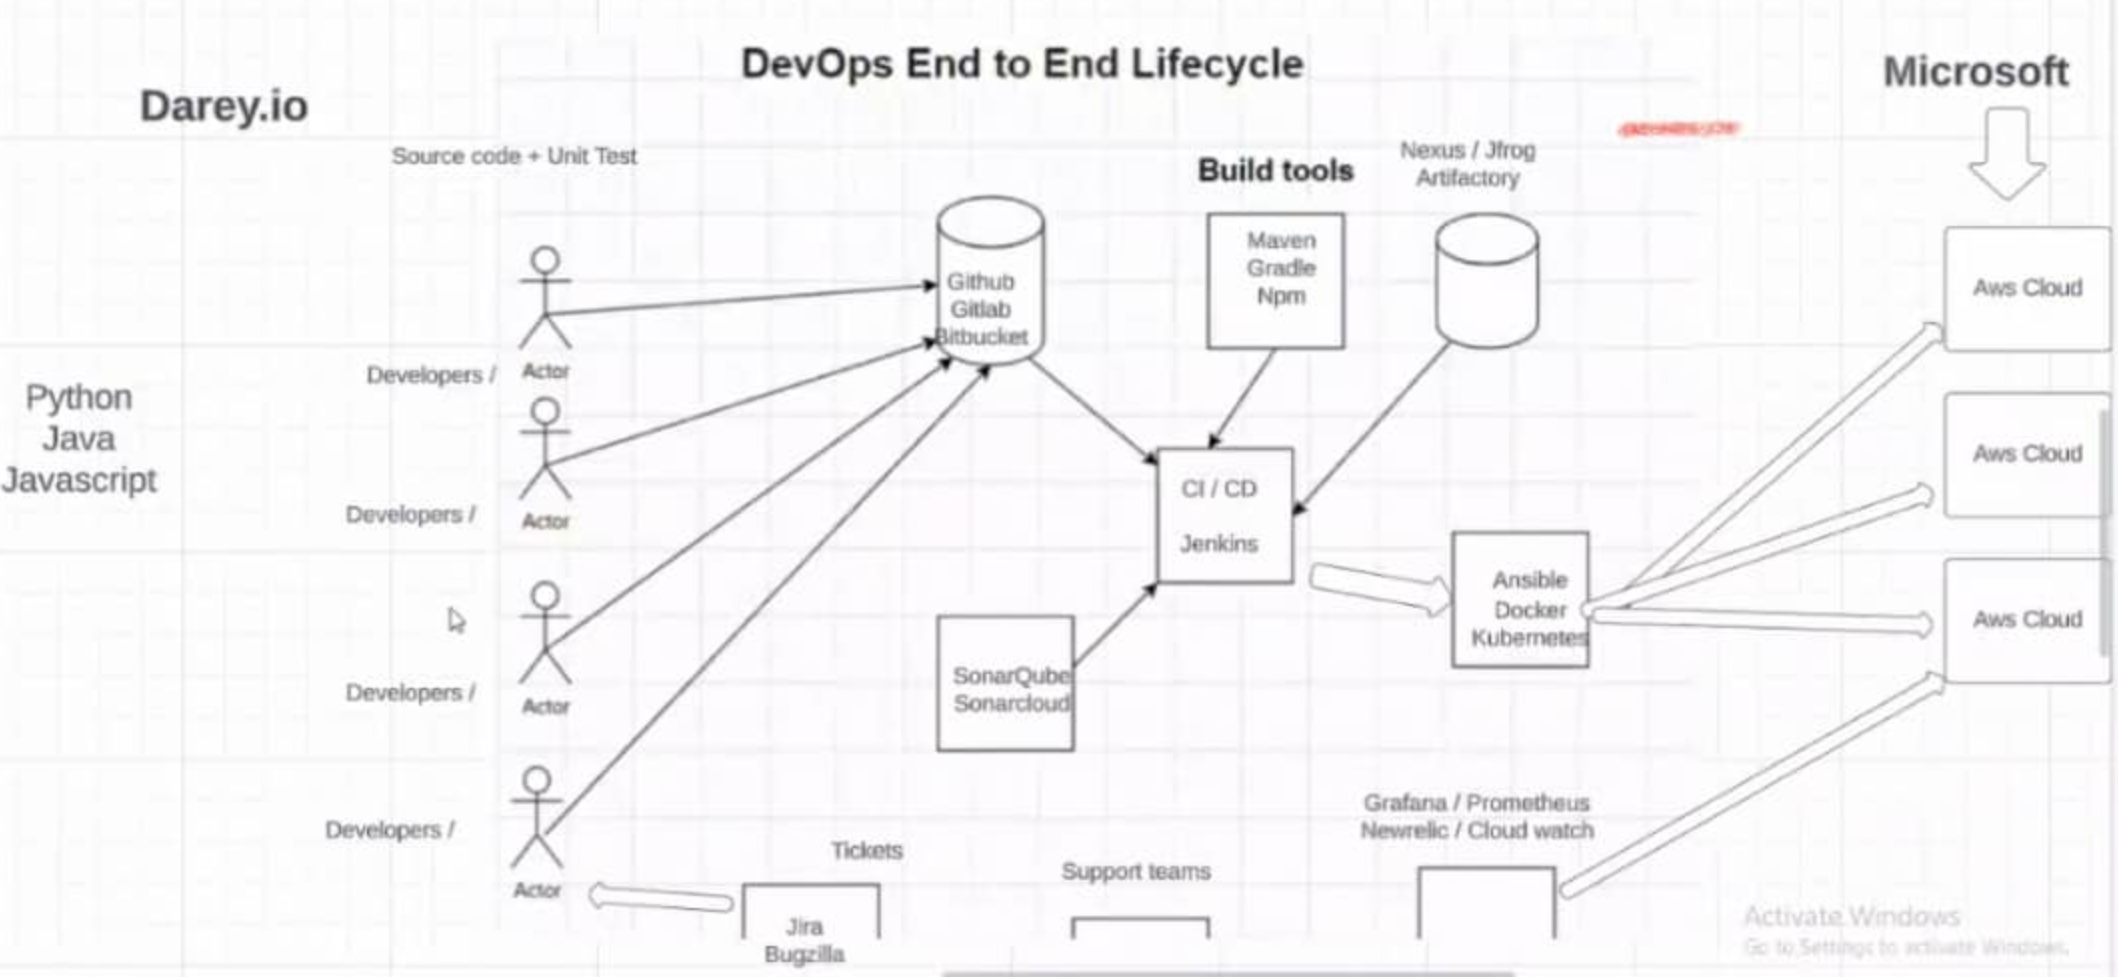 DevOps End to End Lifecycle
Microsoft
Darey.io
Source code + Unit Test
Build tools
Nexus / Jfrog
Artifactory
Github
Gitlab
Bitbucket
Maven
Gradle
Npm
Aws Cloud
Developers /
Actor
Python
Java
Javascript
Aws Cloud
CI / CD
Jenkins
Developers /
Actor
Ansible
Docker
Kubernetes
Aws Cloud
SonarQube
Sonarcloud
Developers /
Actor
Grafana / Prometheus
Newrelic / Cloud watch
Developers /
Actor
Tickets
Support teams
Jira
Bugzilla
Activate Windows
Go to Settings to activate Windows.